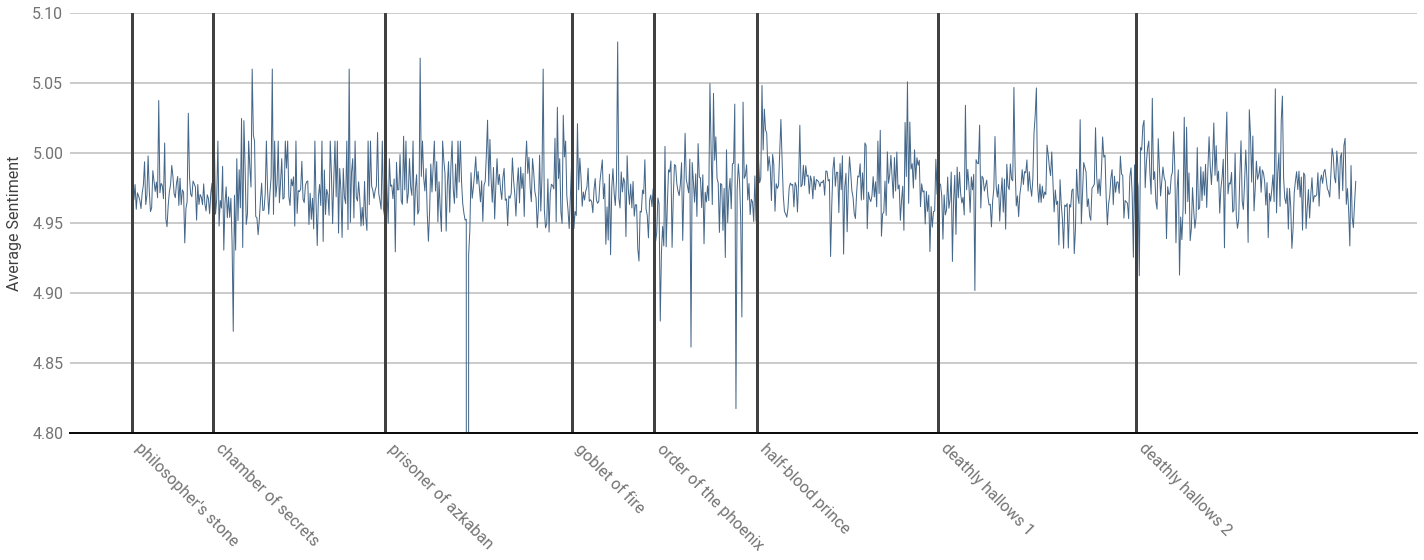 5.10
5.05
5.00
4.95
4.90
4.85
4.80
Average Sentiment
philosopher's stone
chamber of secrets
prisoner of azkaban
goblet of fire
order of the phoenix
half-blood prince
deathly hallows 1
deathly hallows 2